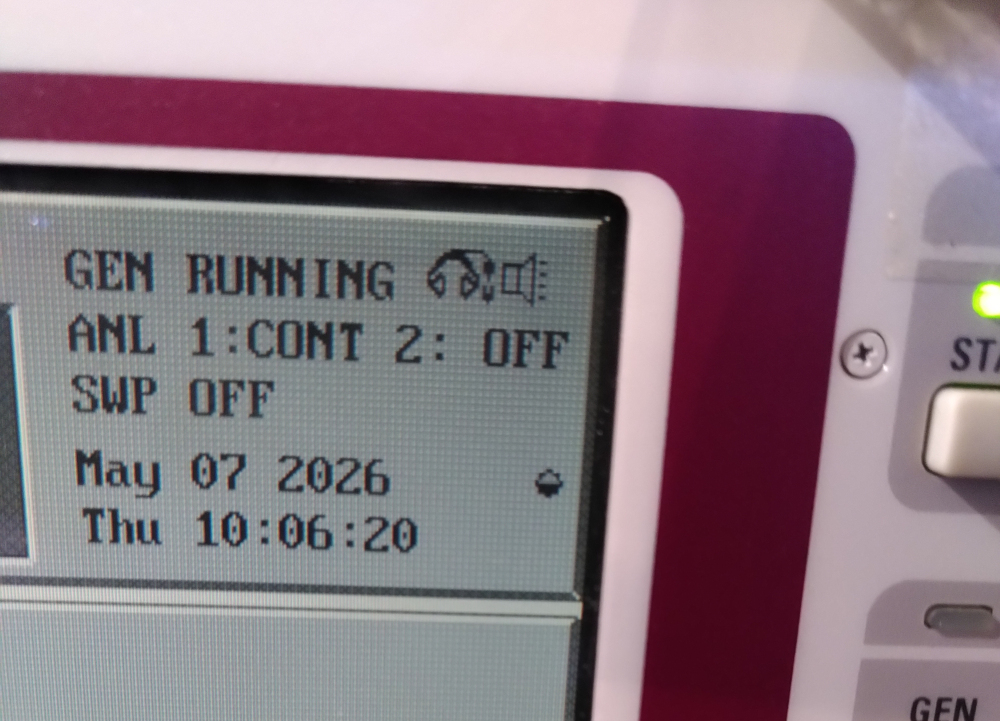 GEN RUNNING
ANL 1:CONT 2: OFF
SWP OFF
May 07 2026
Thu 10:06:20
GEN